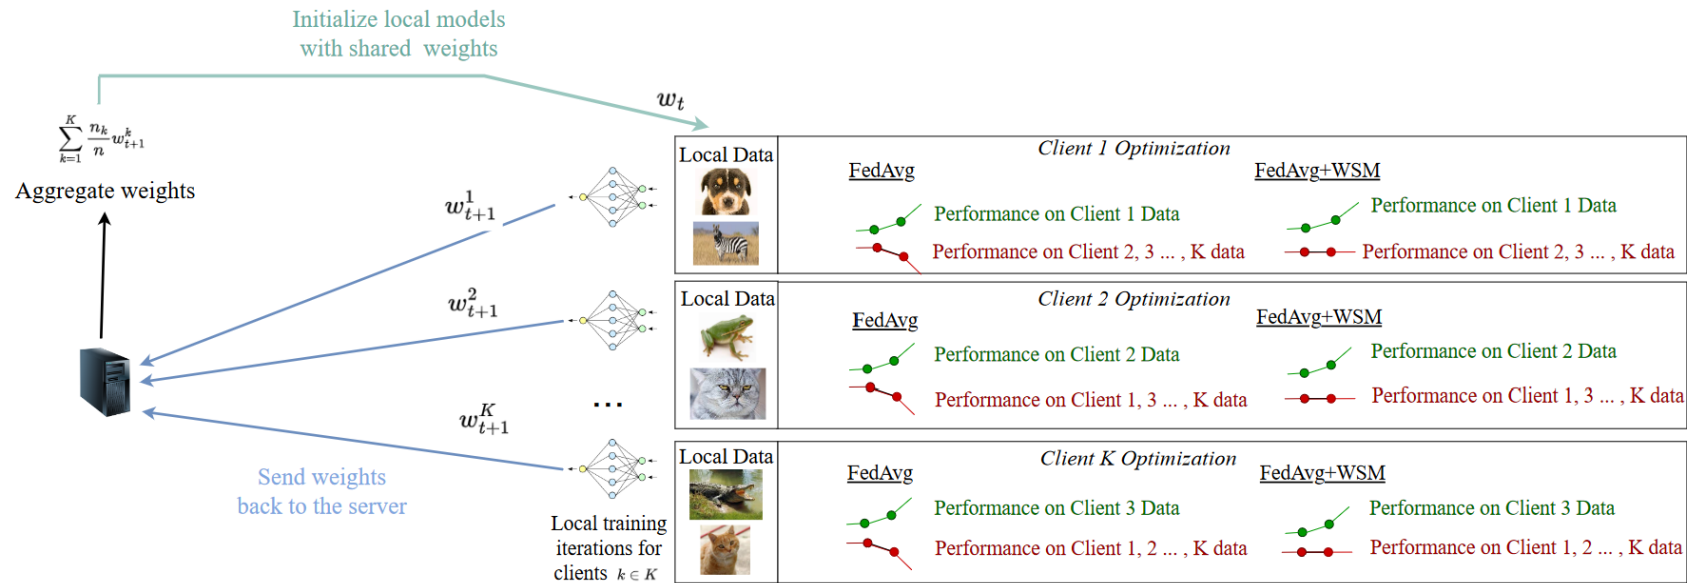 Initialize local models
with shared weights
w_t
\sum_{k=1}^{K} \frac{n_k}{n} w_{t+1}^k
Aggregate weights
w_{t+1}^1
w_{t+1}^2
...
w_{t+1}^K
Send weights
back to the server
Local training
iterations for
clients k ∈ K
Local Data
Client 1 Optimization
FedAvg
Performance on Client 1 Data
Performance on Client 2, 3 ... , K data
FedAvg+WSM
Performance on Client 1 Data
Performance on Client 2, 3 ... , K data
Local Data
Client 2 Optimization
FedAvg
Performance on Client 2 Data
Performance on Client 1, 3 ... , K data
FedAvg+WSM
Performance on Client 2 Data
Performance on Client 1, 3 ... , K data
Local Data
Client K Optimization
FedAvg
Performance on Client 3 Data
Performance on Client 1, 2 ... , K data
FedAvg+WSM
Performance on Client 3 Data
Performance on Client 1, 2 ... , K data